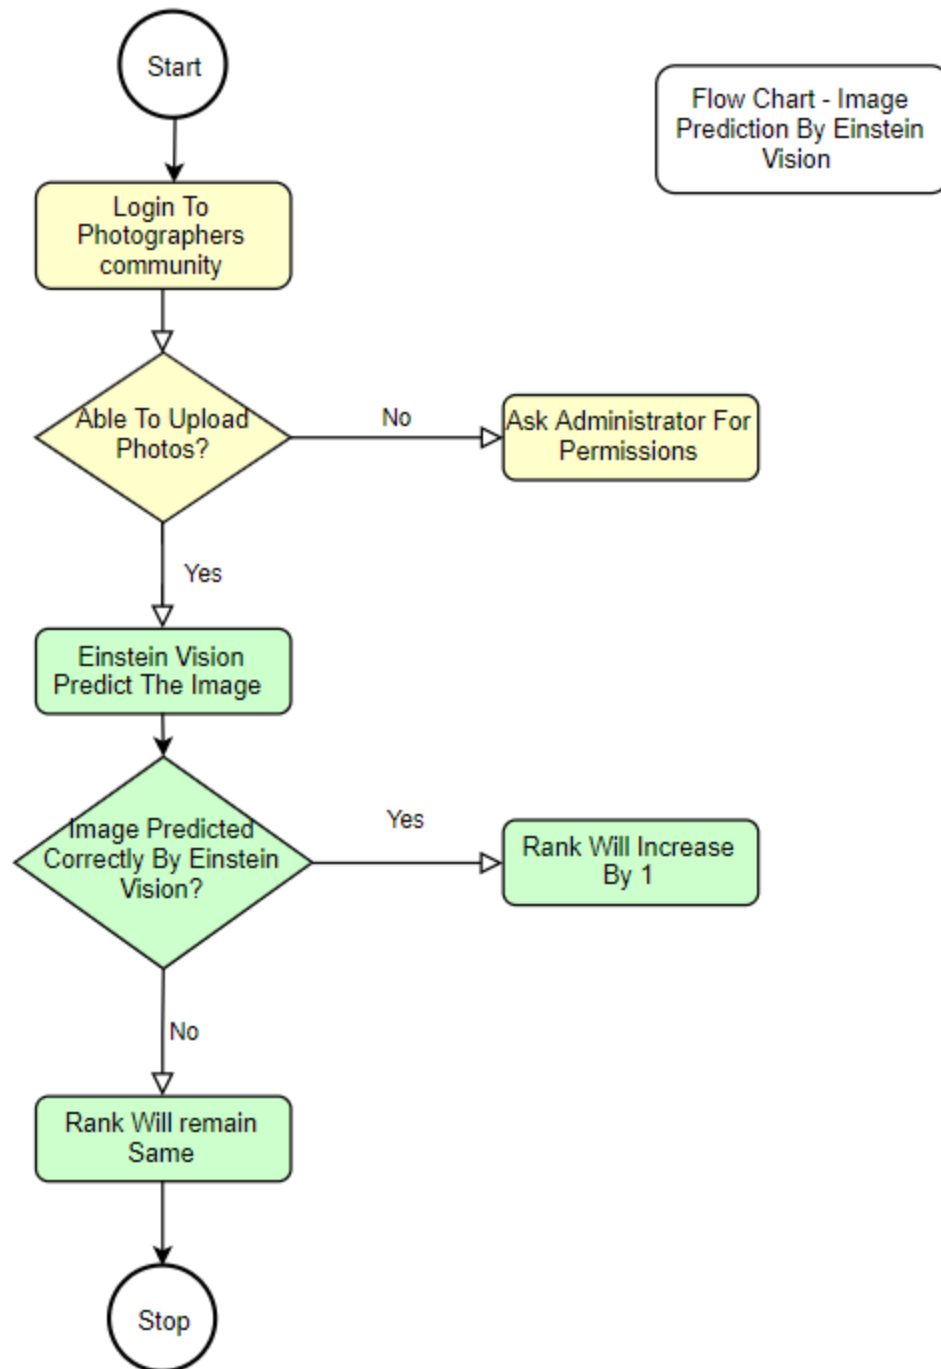 Start
Flow Chart - Image
Prediction By Einstein
Vision
Login To
Photographers
community
Able To Upload
Photos?
No
Ask Administrator For
Permissions
Yes
Einstein Vision
Predict The Image
Image Predicted
Correctly By Einstein
Vision?
Yes
Rank Will Increase
By 1
No
Rank Will remain
Same
Stop